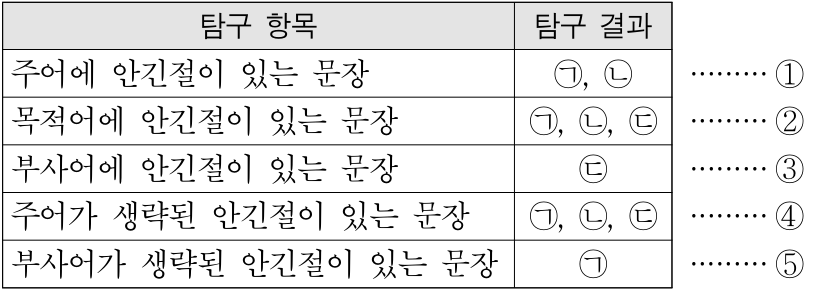 탐구 항목 탐구 결과
주어에 안긴절이 있는 문장 ㉠, ㉡ ……… ①
목적어에 안긴절이 있는 문장 ㉠, ㉡, ㉢ ……… ②
부사어에 안긴절이 있는 문장 ㉢ ……… ③
주어가 생략된 안긴절이 있는 문장 ㉠, ㉡, ㉢ ……… ④
부사어가 생략된 안긴절이 있는 문장 ㉠ ……… ⑤